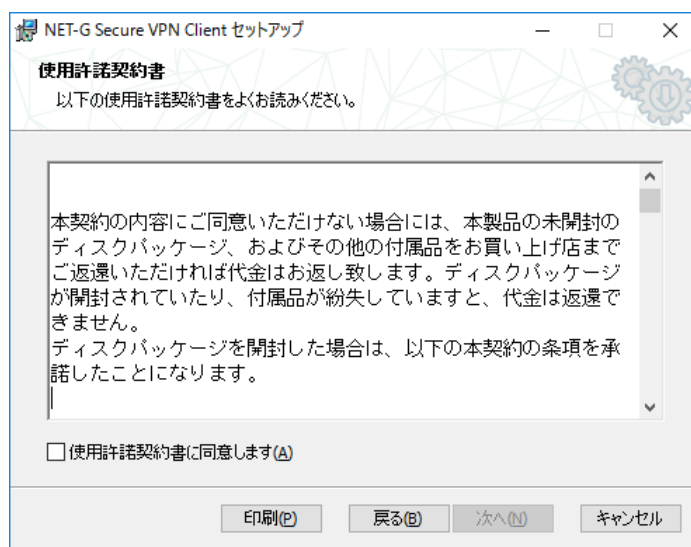 NET-G Secure VPN Client セットアップ
使用許諾契約書
以下の使用許諾契約書をよくお読みください。
本契約の内容にご同意いただけない場合には、本製品の未開封の
ディスクパッケージ、およびその他の付属品をお買い上げ店まで
ご返還いただければ代金はお返し致します。ディスクパッケージ
が開封されていたり、付属品が紛失していますと、代金は返還で
きません。
ディスクパッケージを開封した場合は、以下の本契約の条項を承
諾したことになります。
使用許諾契約書に同意します(A)
印刷(P) 戻る(B) 次へ(N) キャンセル